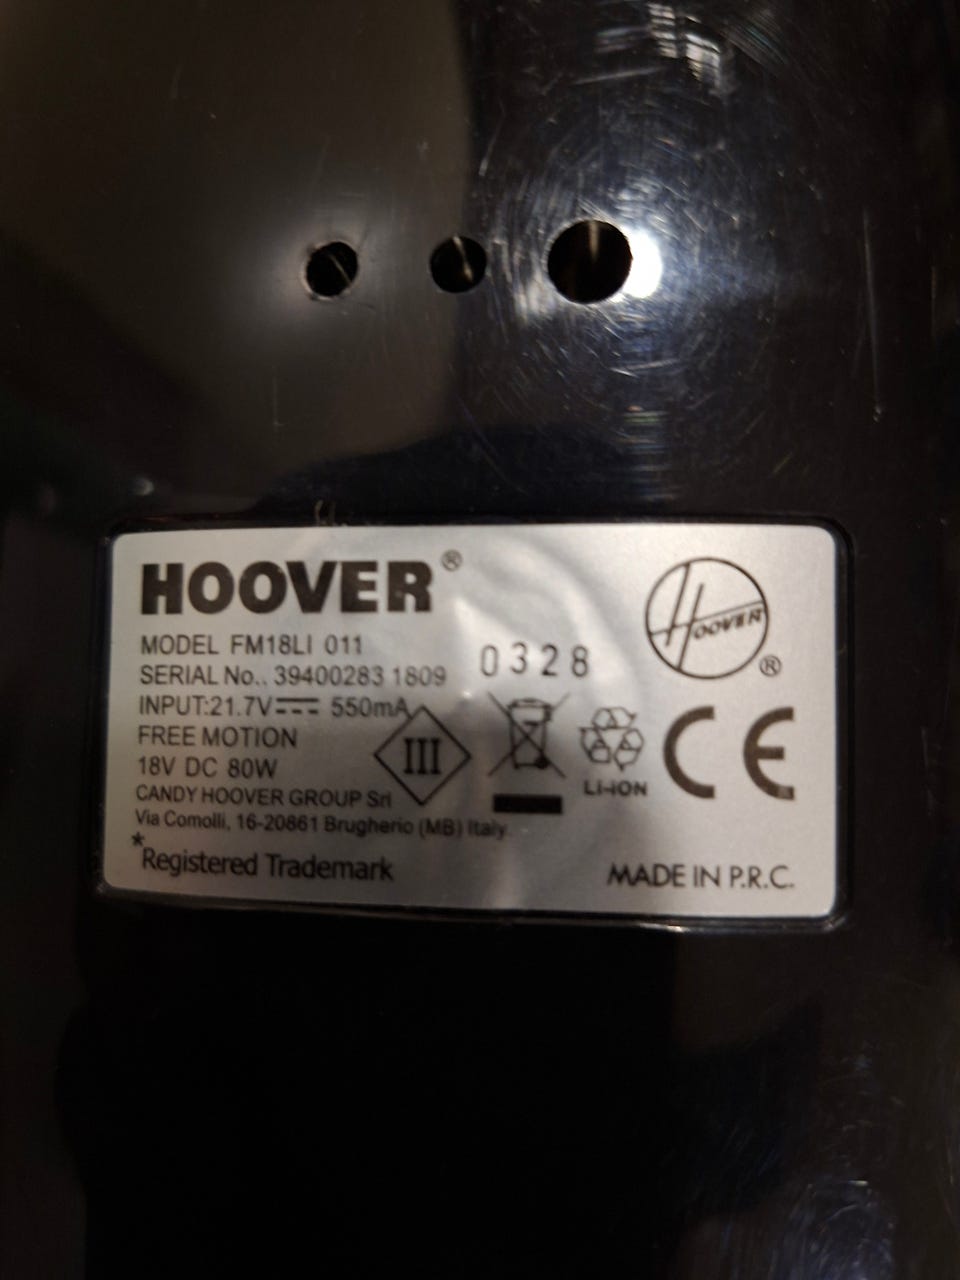 HOOVER®
HOOVER ®
MODEL FM18LI 011
0328
SERIAL No.. 39400283 1809
INPUT:21.7V⎓ 550mA
FREE MOTION
III
18V DC 80W
LI-ION
CE
CANDY HOOVER GROUP Srl
Via Comolli, 16-20861 Brugherio (MB) Italy
*Registered Trademark
MADE IN P.R.C.